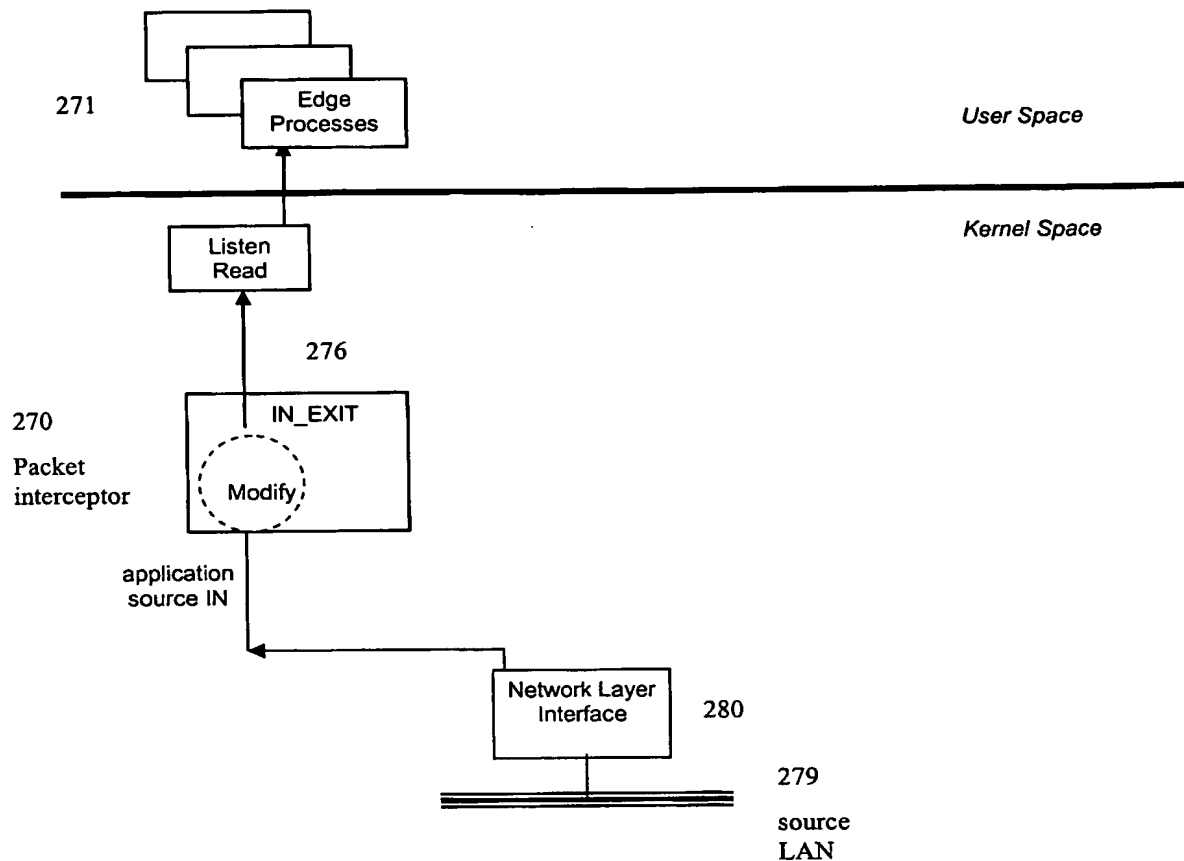 271
Edge
Processes
User Space
Kernel Space
Listen
Read
276
270
Packet
interceptor
IN_EXIT
Modify
application
source IN
Network Layer
Interface
280
279
source
LAN